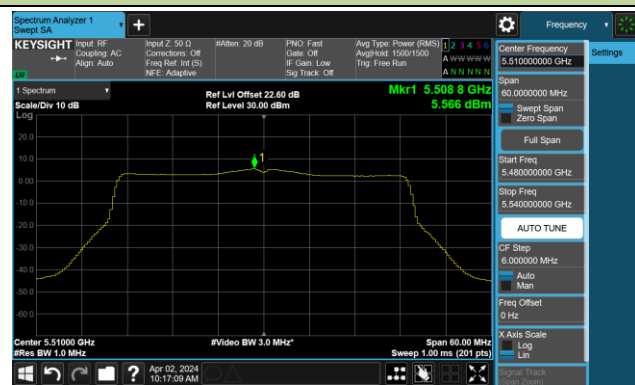 Spectrum Analyzer 1
Swept SA
Frequency
KEYSIGHT
Input: RF
Coupling: AC
Align: Auto
Input Z: 50 Ω
Corrections: Off
Freq Ref: Int (S)
NFE: Adaptive
#Atten: 20 dB
PNO: Fast
Gate: Off
IF Gain: Low
Sig Track: Off
Avg Type: Power (RMS)
Avg|Hold: 1500/1500
Trig: Free Run
1 2 3 4 5 6
A W W W W W
A N N N N N
LW
1 Spectrum
Scale/Div 10 dB
Log
Ref Lvl Offset 22.60 dB
Ref Level 30.00 dBm
Mkr1 5.508 8 GHz
5.566 dBm
20.0
10.0
0.00
-10.0
-20.0
-30.0
-40.0
-50.0
-60.0
1
Center 5.51000 GHz
#Res BW 1.0 MHz
#Video BW 3.0 MHz*
Span 60.00 MHz
Sweep 1.00 ms (201 pts)
Apr 02, 2024
10:17:09 AM
Center Frequency
5.510000000 GHz
Settings
Span
60.0000000 MHz
Swept Span
Zero Span
Full Span
Start Freq
5.480000000 GHz
Stop Freq
5.540000000 GHz
AUTO TUNE
CF Step
6.000000 MHz
Auto
Man
Freq Offset
0 Hz
X Axis Scale
Log
Lin
Signal Track
(Span Zoom)